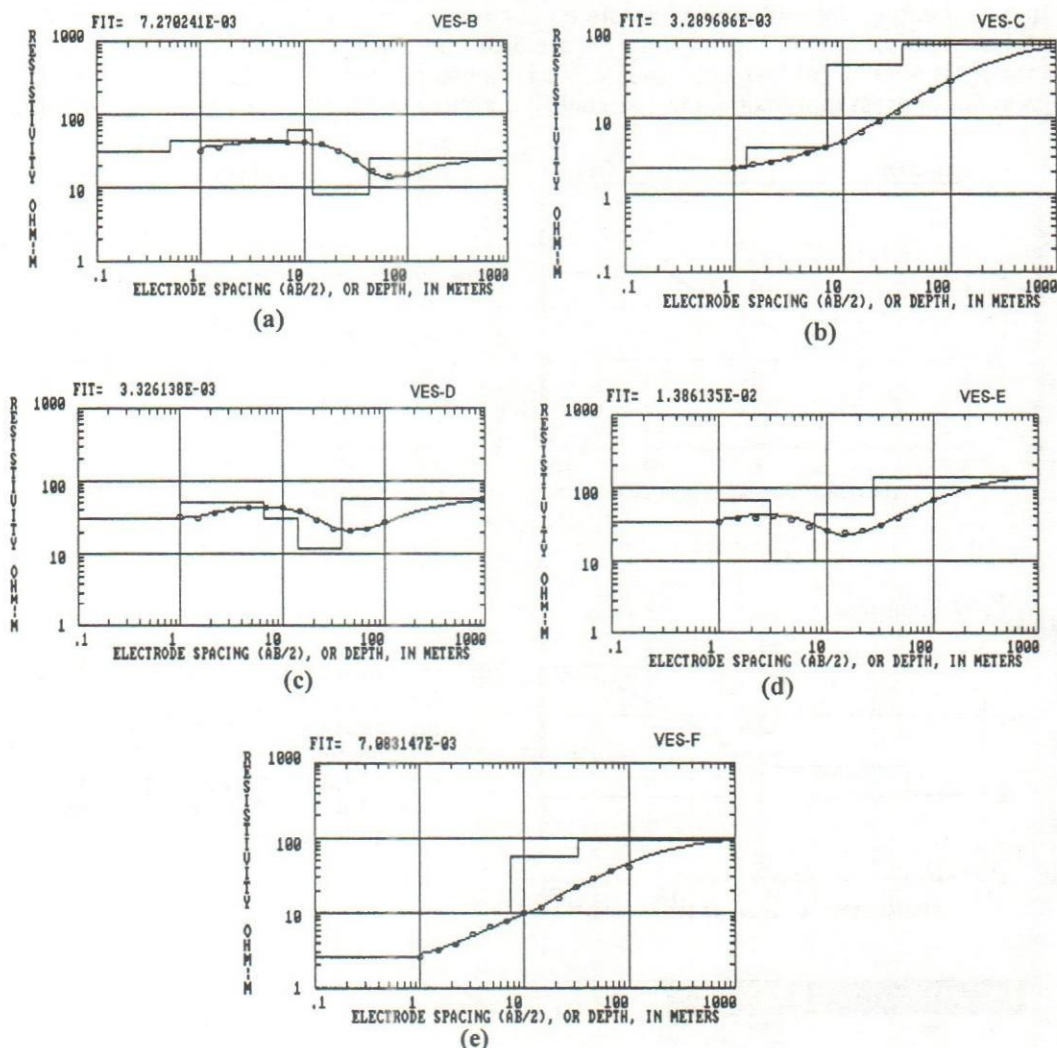 FIT= 7.270241E-03 VES-B
RESISTIVITY OHM-M
1000
100
10
1
.1 1 10 100 1000
ELECTRODE SPACING (AB/2), OR DEPTH, IN METERS
(a)
FIT= 3.289686E-03 VES-C
RESISTIVITY OHM-M
100
10
1
.1
.1 1 10 100 1000
ELECTRODE SPACING (AB/2), OR DEPTH, IN METERS
(b)
FIT= 3.326138E-03 VES-D
RESISTIVITY OHM-M
1000
100
10
1
.1 1 10 100 1000
ELECTRODE SPACING (AB/2), OR DEPTH, IN METERS
(c)
FIT= 1.386135E-02 VES-E
RESISTIVITY OHM-M
1000
100
10
1
.1 1 10 100 1000
ELECTRODE SPACING (AB/2), OR DEPTH, IN METERS
(d)
FIT= 7.083147E-03 VES-F
RESISTIVITY OHM-M
1000
100
10
1
.1 1 10 100 1000
ELECTRODE SPACING (AB/2), OR DEPTH, IN METERS
(e)